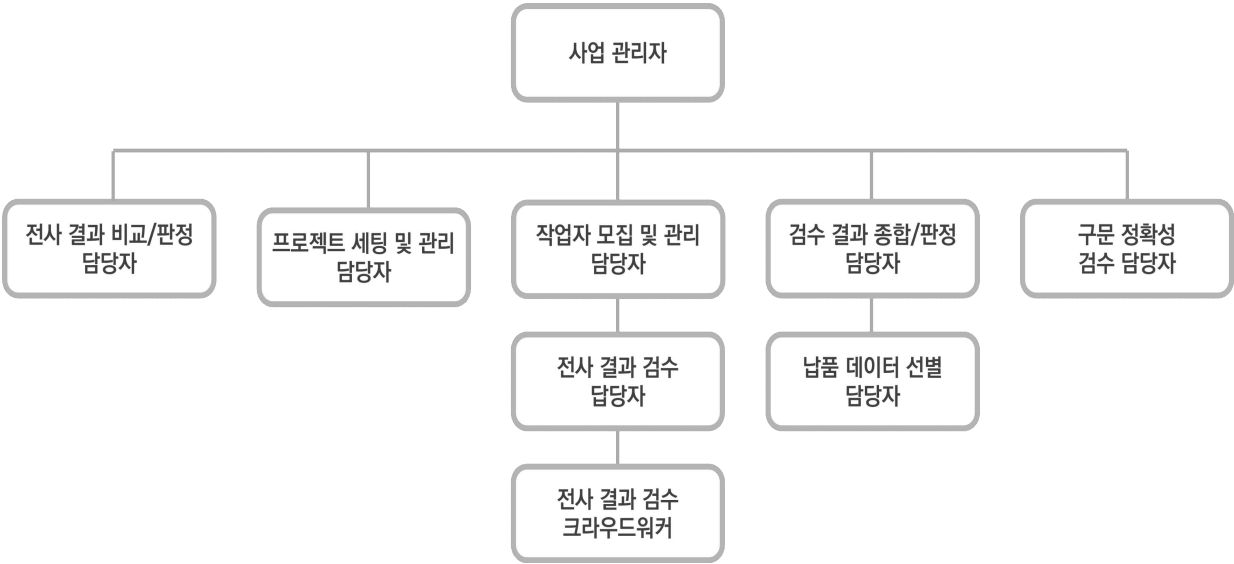 사업 관리자
전사 결과 비교/판정
담당자
프로젝트 세팅 및 관리
담당자
작업자 모집 및 관리
담당자
검수 결과 종합/판정
담당자
구문 정확성
검수 담당자
전사 결과 검수
답당자
납품 데이터 선별
담당자
전사 결과 검수
크라우드워커